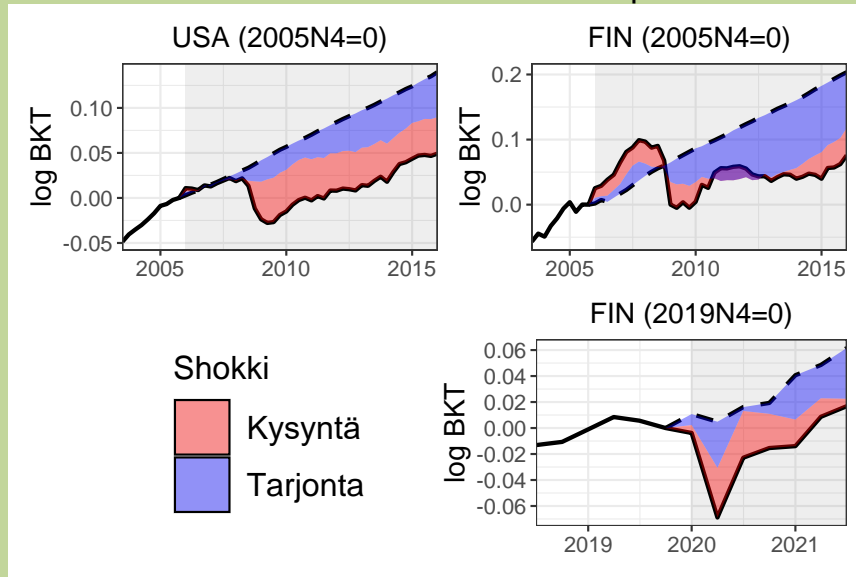 USA (2005N4=0)
FIN (2005N4=0)
log BKT
0.10
0.05
0.00
-0.05
2005
2010
2015
log BKT
0.2
0.1
0.0
2005
2010
2015
FIN (2019N4=0)
Shokki
Kysyntä
Tarjonta
log BKT
0.06
0.04
0.02
0.00
-0.02
-0.04
-0.06
2019
2020
2021